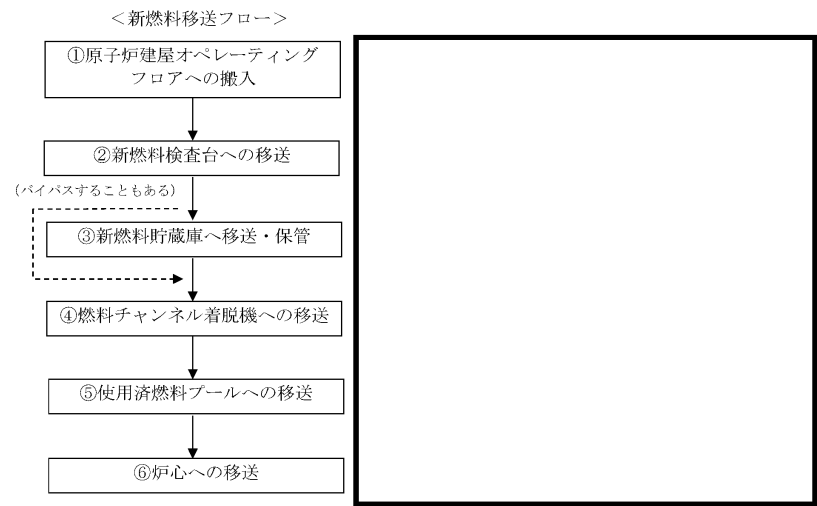 ＜新燃料移送フロー＞
①原子炉建屋オペレーティング
フロアへの搬入
②新燃料検査台への移送
（バイパスすることもある）
③新燃料貯蔵庫へ移送・保管
④燃料チャンネル着脱機への移送
⑤使用済燃料プールへの移送
⑥炉心への移送